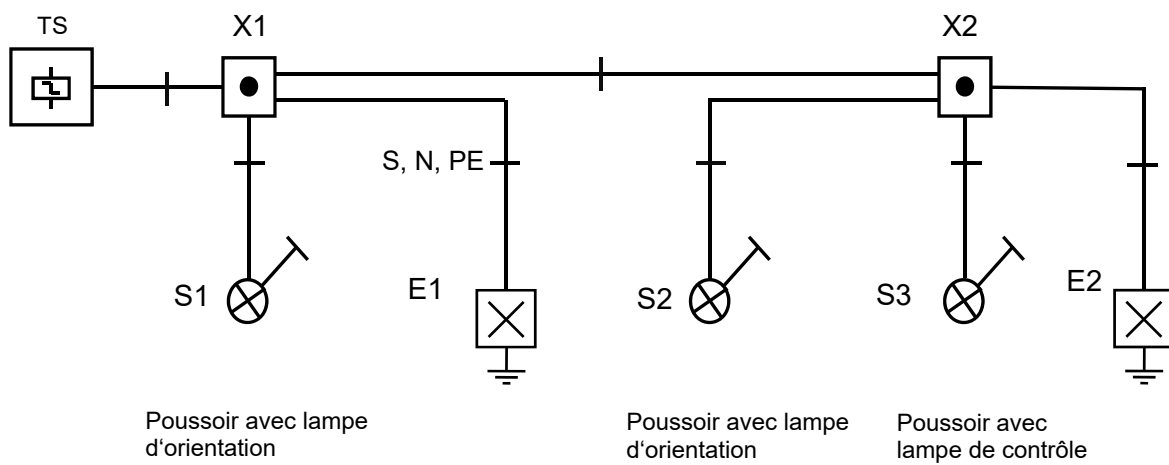 TS
X1
X2
S, N, PE
S1
E1
S2
S3
E2
Poussoir avec lampe
d‘orientation
Poussoir avec lampe
d‘orientation
Poussoir avec
lampe de contrôle